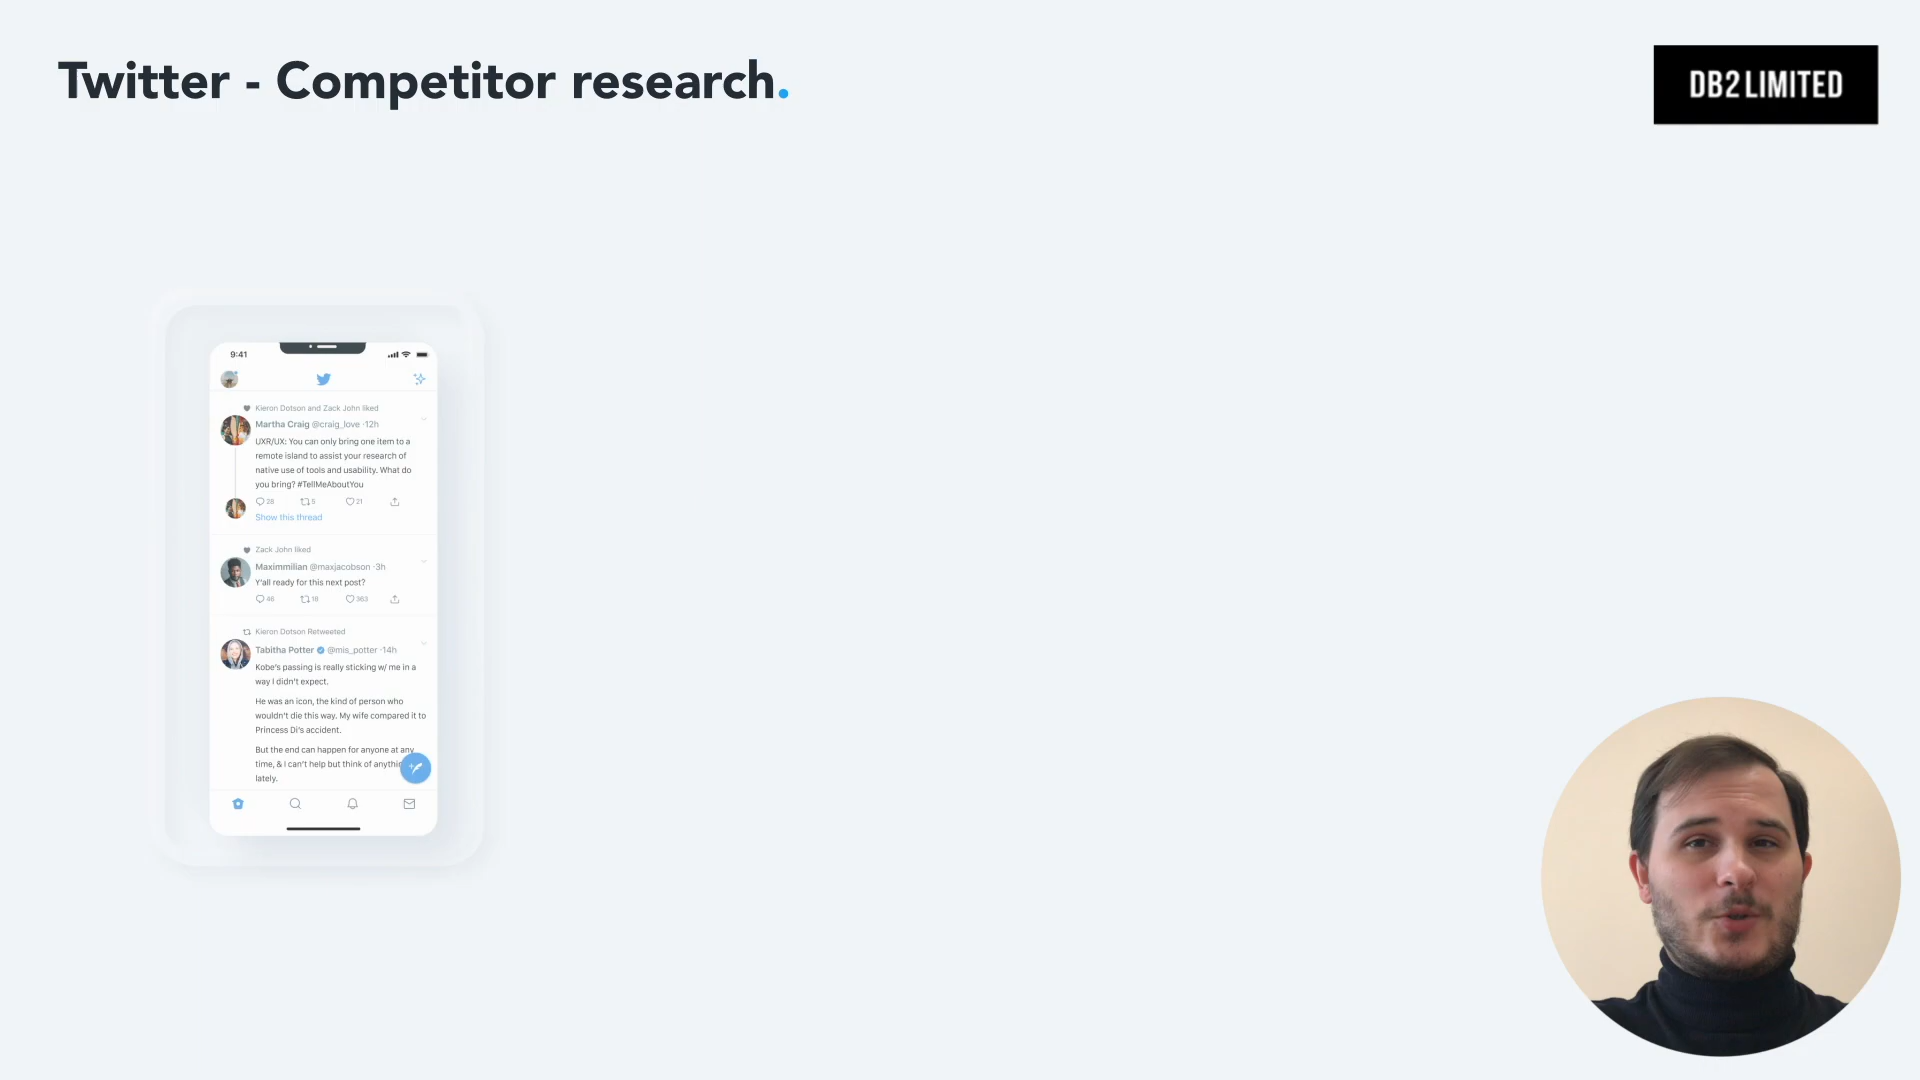 Twitter - Competitor research.
DB2 LIMITED
9:41
Kieron Dotson and Zack John liked
Martha Craig @craig_love ·12h
UXR/UX: You can only bring one item to a
remote island to assist your research of
native use of tools and usability. What do
you bring? #TellMeAboutYou
28 5 21
Show this thread
Zack John liked
Maximmilian @maxjacobson ·3h
Y'all ready for this next post?
46 18 363
Kieron Dotson Retweeted
Tabitha Potter @mis_potter ·14h
Kobe's passing is really sticking w/ me in a
way I didn't expect.
He was an icon, the kind of person who
wouldn't die this way. My wife compared it to
Princess Di's accident.
But the end can happen for anyone at any
time, & I can't help but think of anythin
lately.